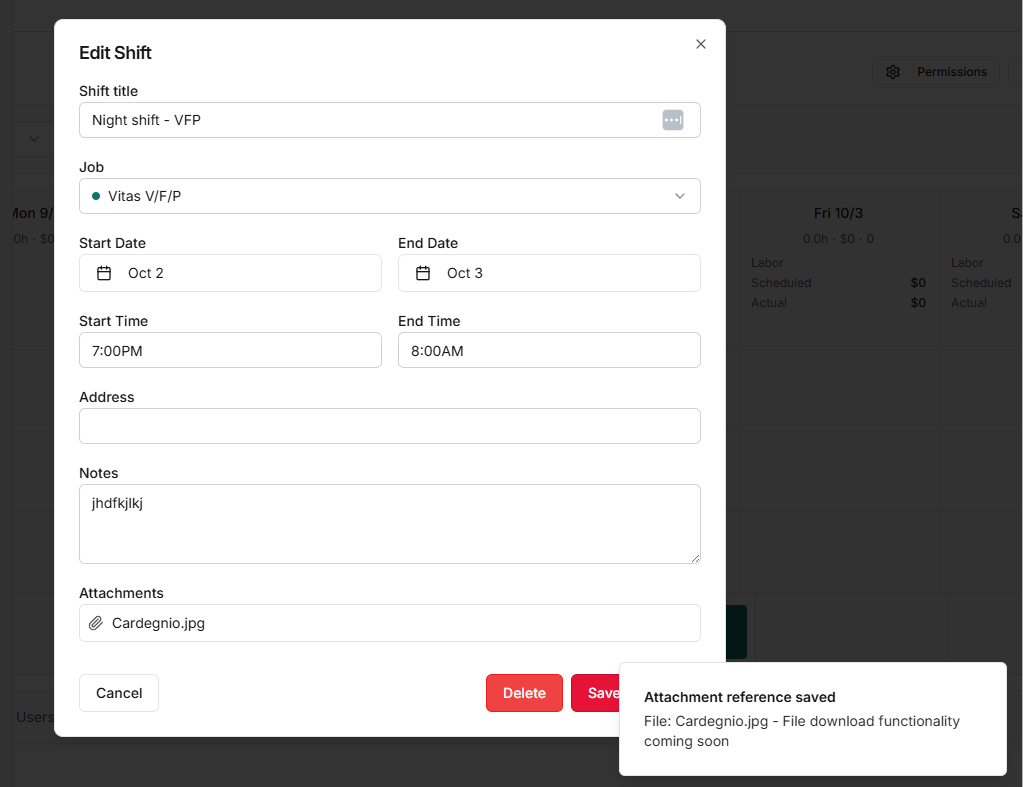 Edit Shift
Permissions
Shift title
Night shift - VFP
Job
Vitas V/F/P
Mon 9/
0h · $0
Fri 10/3
0.0h · $0 · 0
0.0
Start Date
End Date
Oct 2
Oct 3
Labor
Labor
Scheduled
$0
Scheduled
Actual
$0
Actual
Start Time
End Time
7:00PM
8:00AM
Address
Notes
jhdfkjlkj
Attachments
Cardegnio.jpg
Cancel
Delete
Save
Users
Attachment reference saved
File: Cardegnio.jpg - File download functionality
coming soon